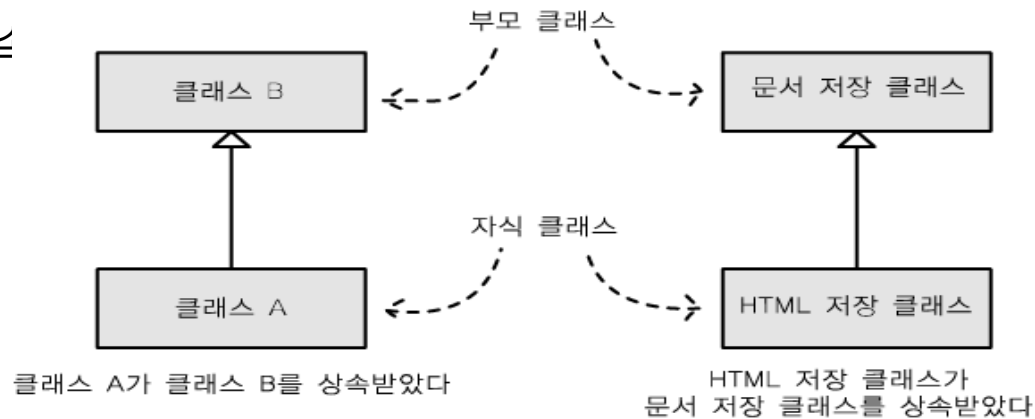 부모 클래스
클래스 B
문서 저장 클래스
자식 클래스
클래스 A
HTML 저장 클래스
클래스 A가 클래스 B를 상속받았다
HTML 저장 클래스가
문서 저장 클래스를 상속받았다